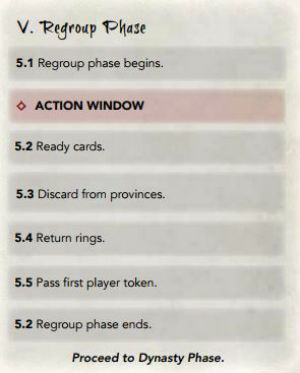 V. Regroup Phase
5.1 Regroup phase begins.
◇ ACTION WINDOW
5.2 Ready cards.
5.3 Discard from provinces.
5.4 Return rings.
5.5 Pass first player token.
5.2 Regroup phase ends.
Proceed to Dynasty Phase.